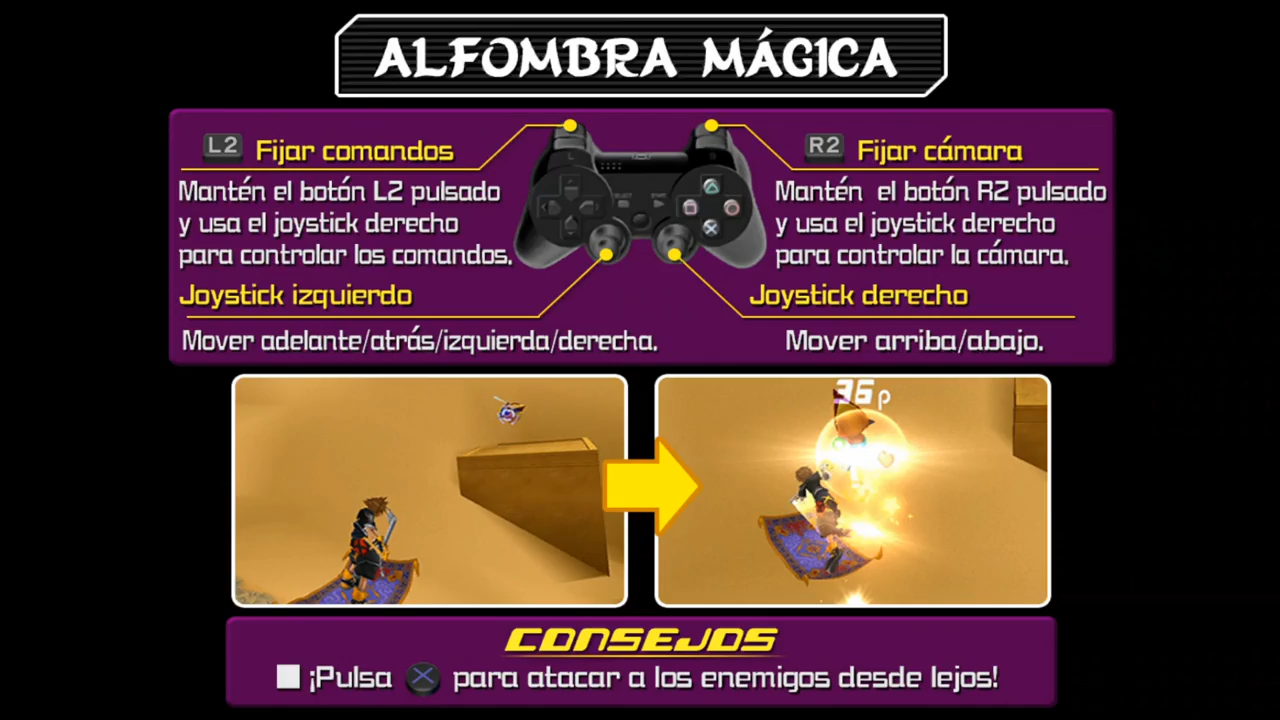 ALFOMBRA MÁGICA
L2 Fijar comandos
Mantén el botón L2 pulsado
y usa el joystick derecho
para controlar los comandos.
R2 Fijar cámara
Mantén el botón R2 pulsado
y usa el joystick derecho
para controlar la cámara.
Joystick izquierdo
Mover adelante/atrás/izquierda/derecha.
Joystick derecho
Mover arriba/abajo.
36 p
CONSEJOS
¡Pulsa para atacar a los enemigos desde lejos!